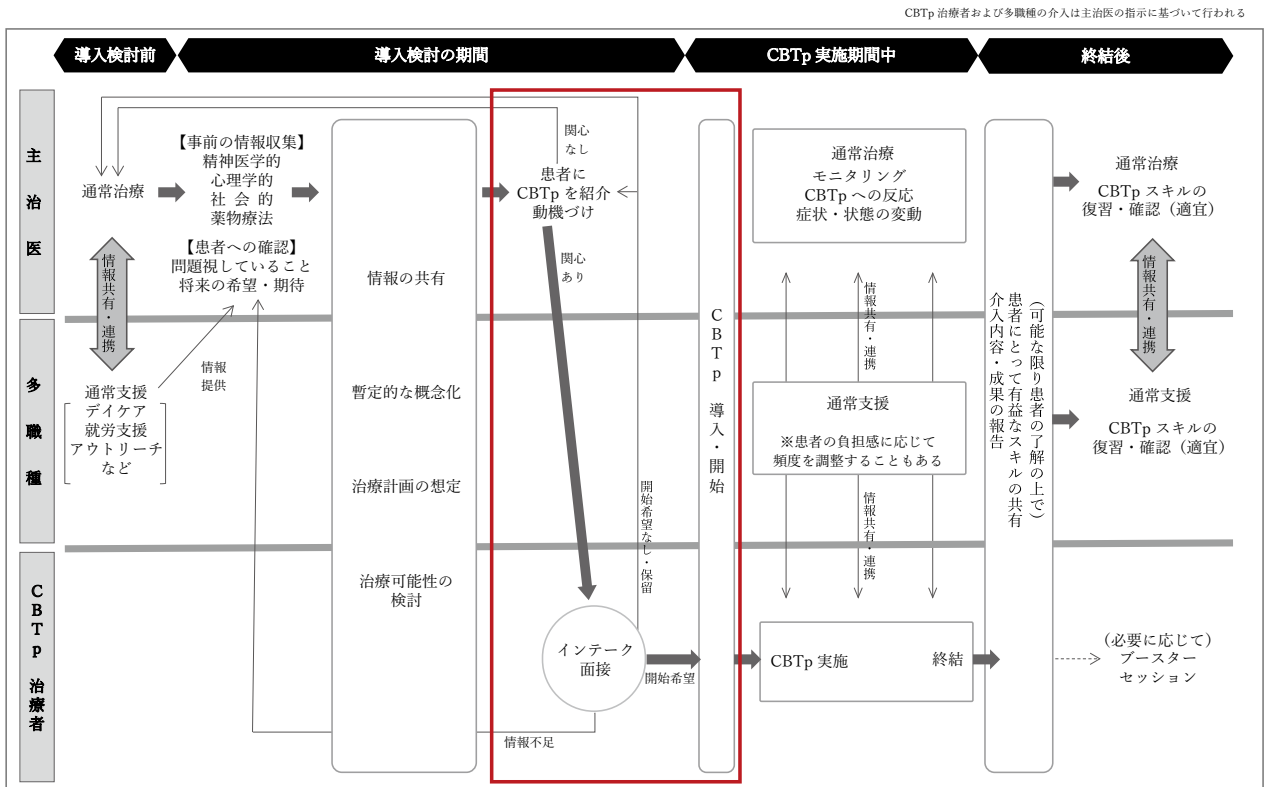 CBTp 治療者および多職種の介入は主治医の指示に基づいて行われる
導入検討前
導入検討の期間
CBTp 実施期間中
終結後
主治医
通常治療
【事前の情報収集】
精神医学的
心理学的
社 会 的
薬物療法
【患者への確認】
問題視していること
将来の希望・期待
情報共有・連携
多職種
通常支援
デイケア
就労支援
アウトリーチ
など
情報
提供
CBTp 治療者
情報の共有
暫定的な概念化
治療計画の想定
治療可能性の
検討
関心
なし
患者に
CBTp を紹介
動機づけ
関心
あり
開始希望なし・保留
インテーク
面接
開始希望
情報不足
CBTp 導入・開始
通常治療
モニタリング
CBTp への反応
症状・状態の変動
情報共有・連携
通常支援
※患者の負担感に応じて
頻度を調整することもある
情報共有・連携
CBTp 実施
終結
（可能な限り患者の了解の上で）
患者にとって有益なスキルの共有
介入内容・成果の報告
通常治療
CBTp スキルの
復習・確認（適宜）
情報共有・連携
通常支援
CBTp スキルの
復習・確認（適宜）
（必要に応じて）
ブースター
セッション